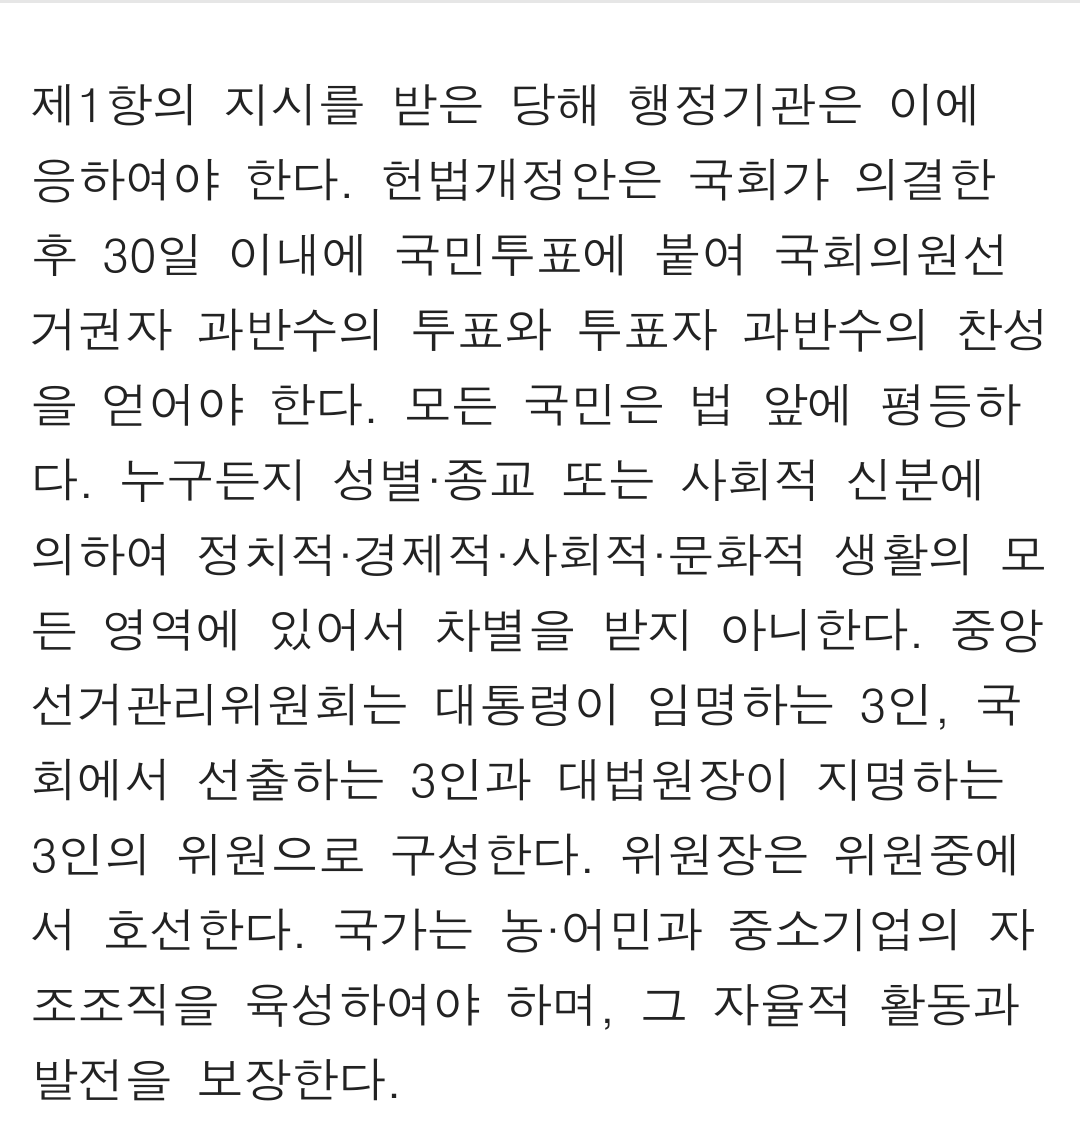 제1항의 지시를 받은 당해 행정기관은 이에
응하여야 한다. 헌법개정안은 국회가 의결한
후 30일 이내에 국민투표에 붙여 국회의원선
거권자 과반수의 투표와 투표자 과반수의 찬성
을 얻어야 한다. 모든 국민은 법 앞에 평등하
다. 누구든지 성별·종교 또는 사회적 신분에
의하여 정치적·경제적·사회적·문화적 생활의 모
든 영역에 있어서 차별을 받지 아니한다. 중앙
선거관리위원회는 대통령이 임명하는 3인, 국
회에서 선출하는 3인과 대법원장이 지명하는
3인의 위원으로 구성한다. 위원장은 위원중에
서 호선한다. 국가는 농·어민과 중소기업의 자
조조직을 육성하여야 하며, 그 자율적 활동과
발전을 보장한다.